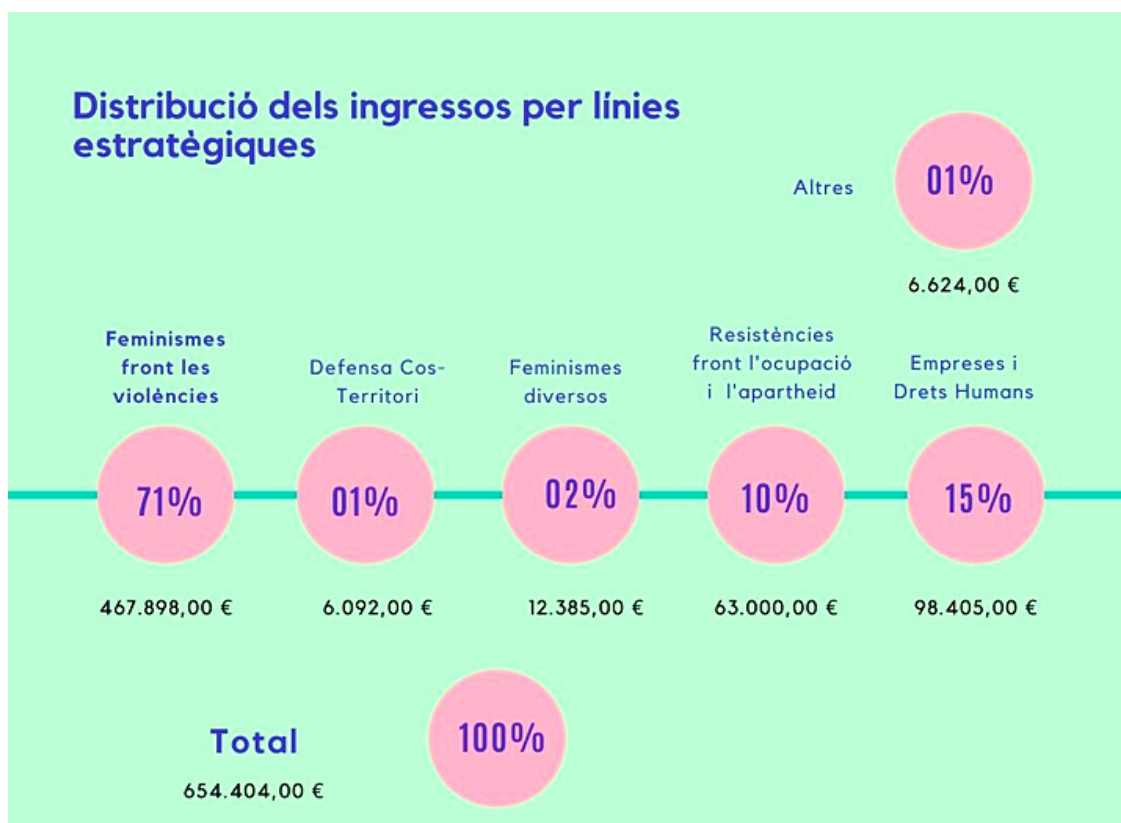 Distribució dels ingressos per línies
estratègiques
Altres
01%
6.624,00 €
Feminismes
front les
violéncies
71%
467.898,00 €
Defensa Cos-
Territori
01%
6.092,00 €
Feminismes
diversos
02%
12.385,00 €
Resisténcies
front l'ocupació
i l'apartheid
10%
63.000,00 €
Empreses i
Drets Humans
15%
98.405,00 €
Total
654.404,00 €
100%